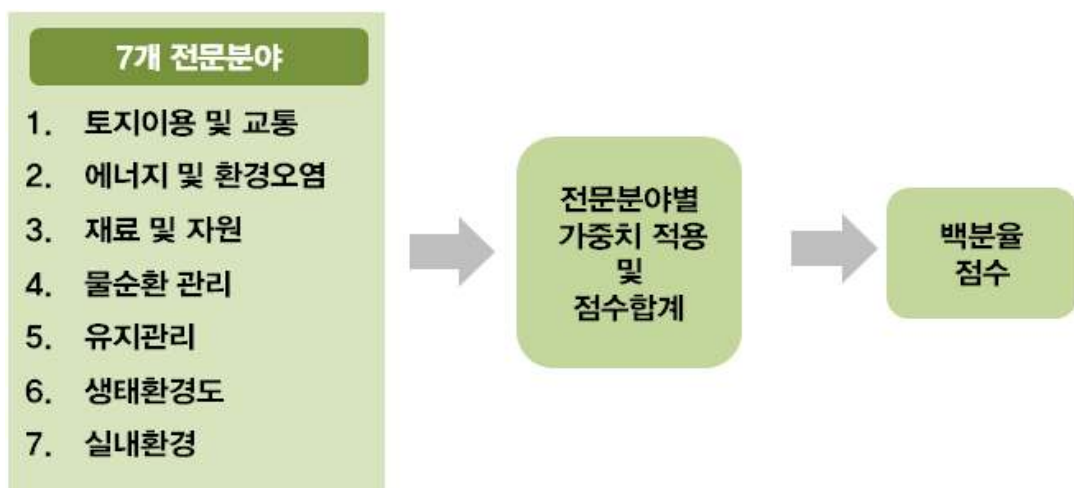 7개 전문분야
1. 토지이용 및 교통
2. 에너지 및 환경오염
3. 재료 및 자원
4. 물순환 관리
5. 유지관리
6. 생태환경도
7. 실내환경
전문분야별
가중치 적용
및
점수합계
백분율
점수